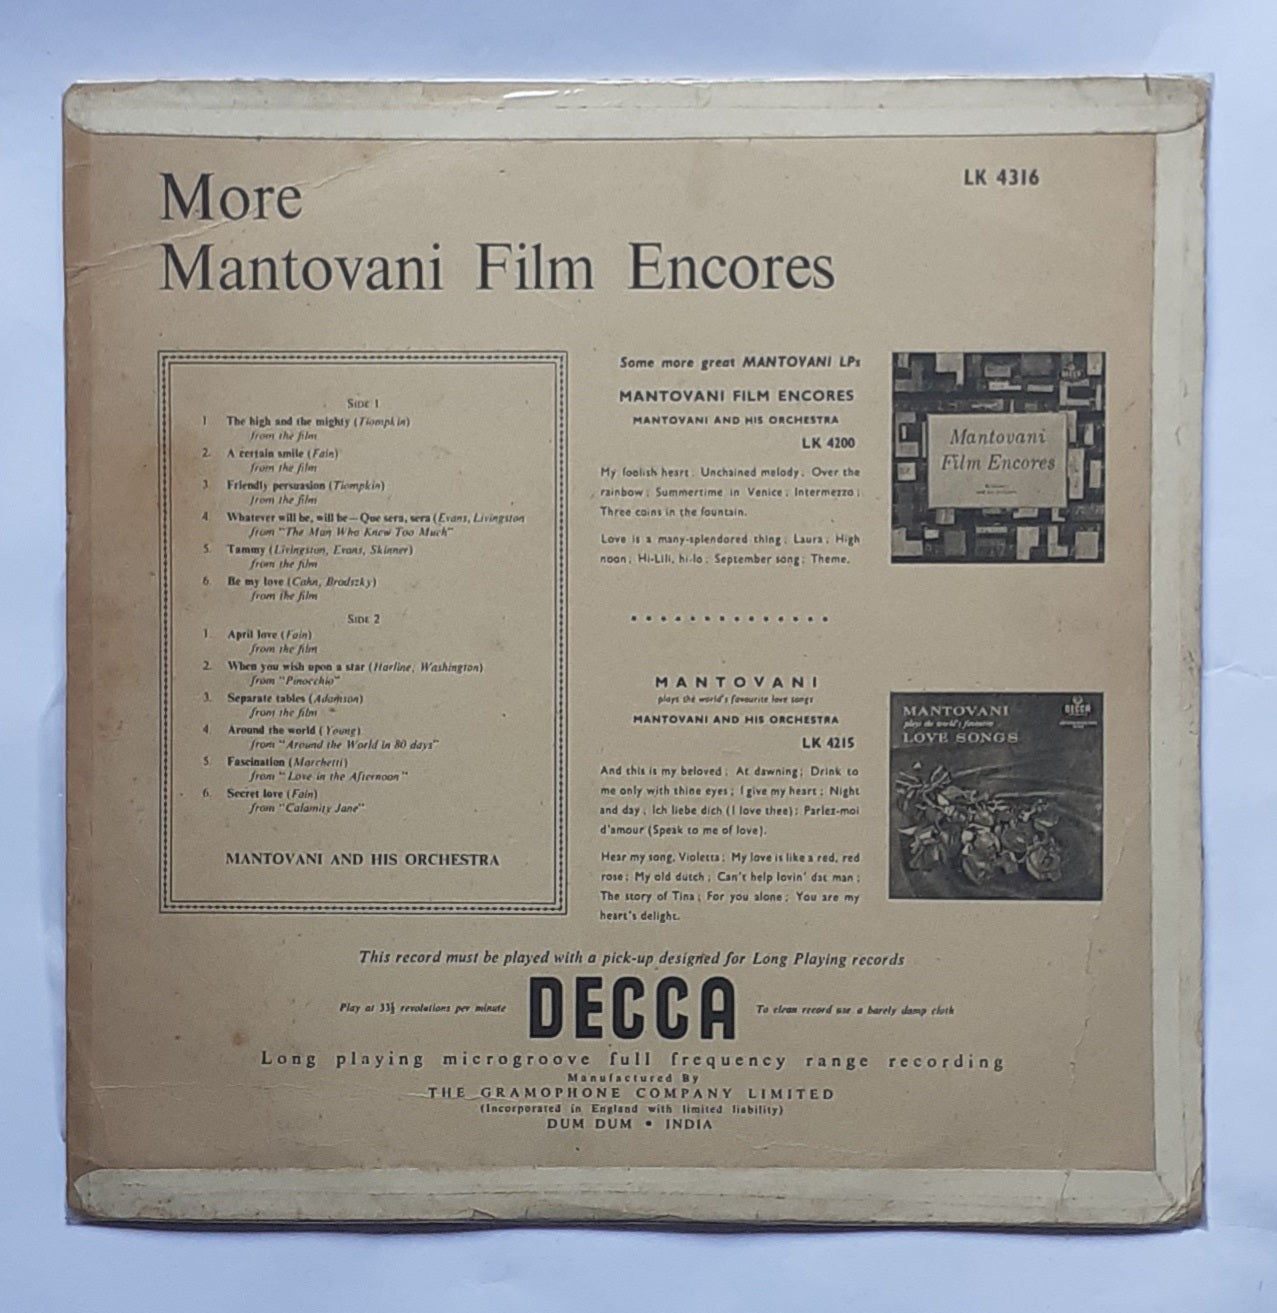 More
Mantovani Film Encores
LK 4316
SIDE 1
1 The high and the mighty (Tiompkin)
from the film
2. A certain smile (Fain)
from the film
3. Friendly persuasion (Tiompkin)
from the film
4. Whatever will be, will be—Que sera, sera (Evans, Livingston
from "The Man Who Knew Too Much"
5. Tammy (Livingston, Evans, Skinner)
from the film
6. Be my love (Cahn, Brodszky)
from the film
SIDE 2
1. April love (Fain)
from the film
2. When you wish upon a star (Harline, Washington)
from "Pinocchio"
3. Separate tables (Adamson)
from the film
4. Around the world (Young)
from "Around the World in 80 days"
5. Fascination (Marchetti)
from "Love in the Afternoon"
6. Secret love (Fain)
from "Calamity Jane"
MANTOVANI AND HIS ORCHESTRA
Some more great MANTOVANI LPs
MANTOVANI FILM ENCORES
MANTOVANI AND HIS ORCHESTRA
LK 4200
My foolish heart; Unchained melody; Over the
rainbow; Summertime in Venice; Intermezzo;
Three coins in the fountain.
Love is a many-splendored thing; Laura; High
noon; Hi-Lili, hi-lo; September song; Theme.
Mantovani
Film Encores
MANTOVANI
plays the world's favourite love songs
MANTOVANI AND HIS ORCHESTRA
LK 4215
And this is my beloved; At dawning; Drink to
me only with thine eyes; I give my heart; Night
and day; Ich liebe dich (I love thee); Parlez-moi
d'amour (Speak to me of love).
Hear my song, Violetta; My love is like a red, red
rose; My old dutch; Can't help lovin' dat man;
The story of Tina; For you alone; You are my
heart's delight.
MANTOVANI
plays the world's favourite
LOVE SONGS
DECCA
This record must be played with a pick-up designed for Long Playing records
Play at 33⅓ revolutions per minute
DECCA
To clean record use a barely damp cloth
Long playing microgroove full frequency range recording
Manufactured By
THE GRAMOPHONE COMPANY LIMITED
(Incorporated in England with limited liability)
DUM DUM • INDIA